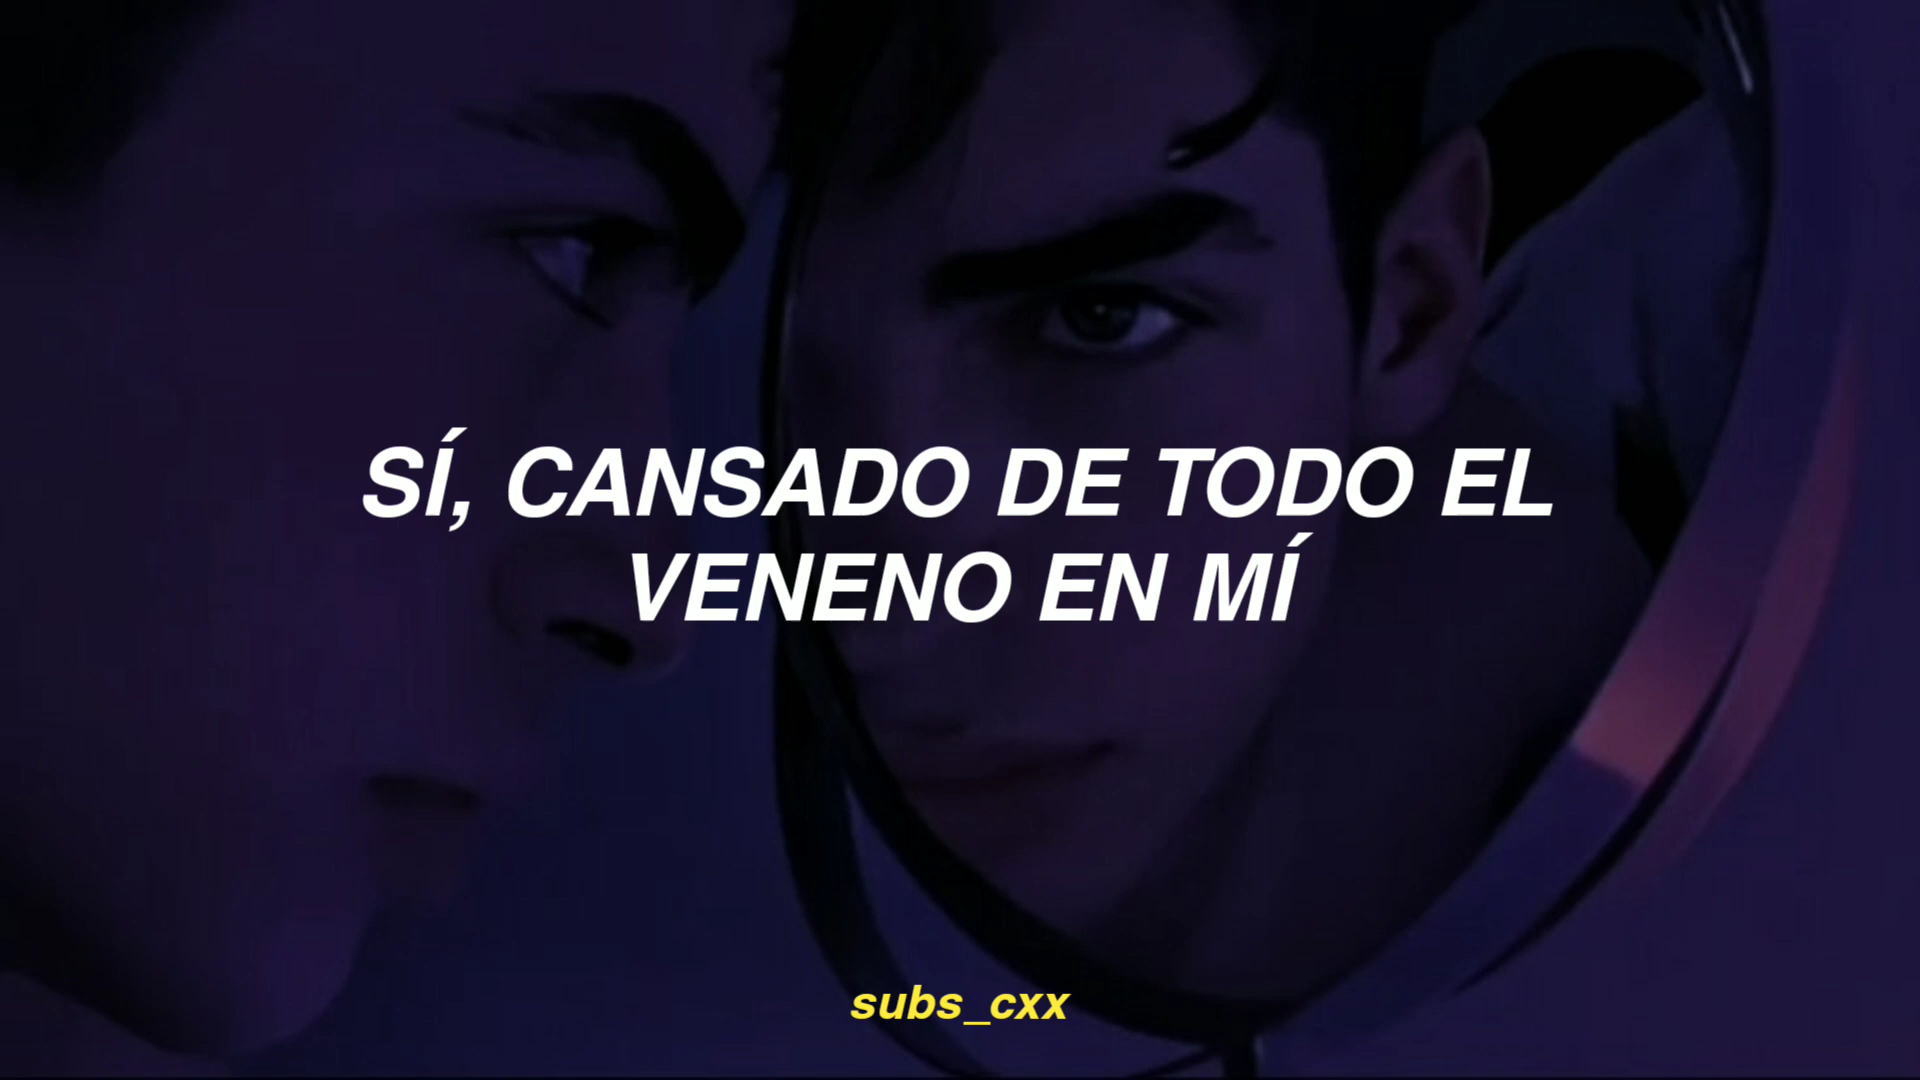 SÍ, CANSADO DE TODO EL
VENENO EN MÍ
subs_cxx